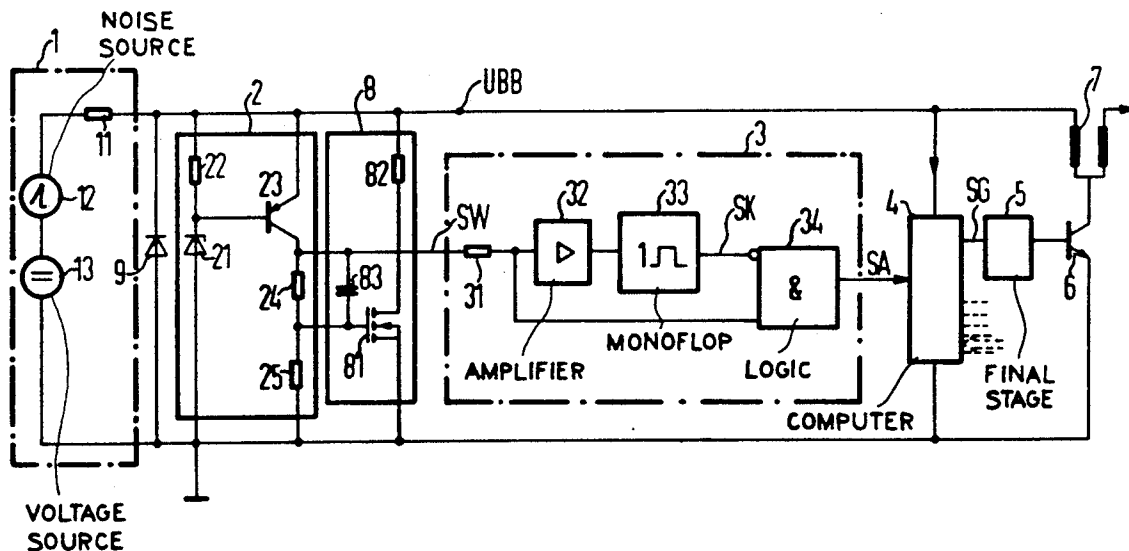 NOISE
SOURCE
1
11
12
13
VOLTAGE
SOURCE
9
2
22
23
21
24
25
8
82
83
81
UBB
SW
3
31
32
AMPLIFIER
33
1
MONOFLOP
SK
34
&
LOGIC
SA
4
COMPUTER
SG
5
FINAL
STAGE
6
7